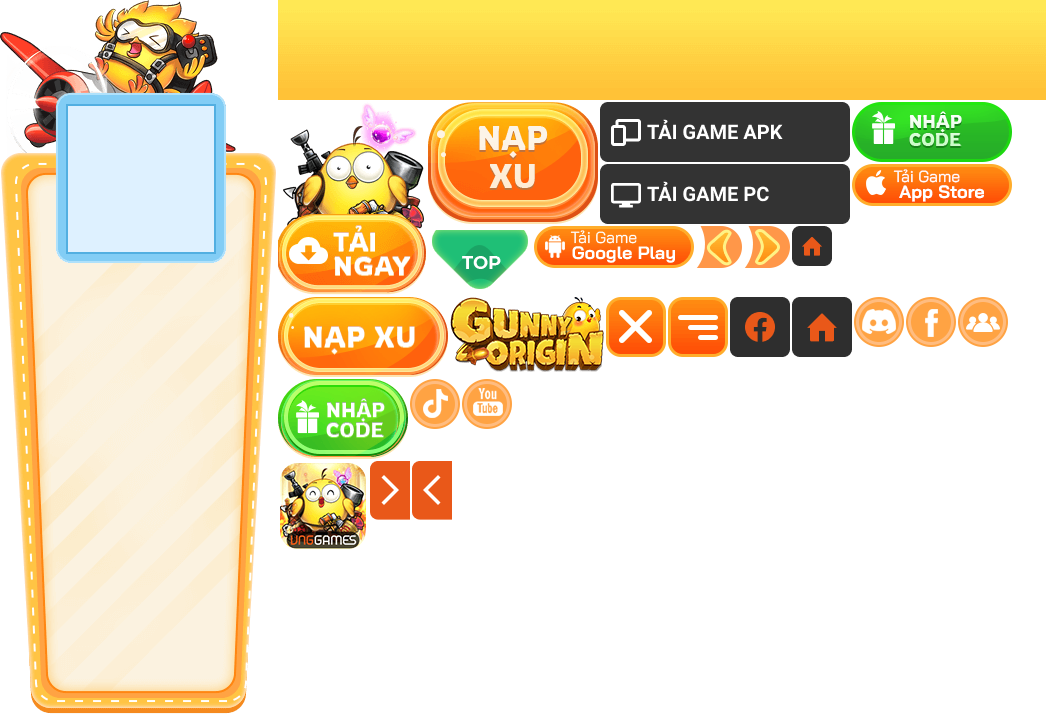 NẠP
XU
TẢI GAME APK
NHẬP
CODE
TẢI GAME PC
Tải Game
App Store
TẢI
NGAY
TOP
Tải Game
Google Play
NẠP XU
GUNNY
ORIGIN
NHẬP
CODE
You
Tube
VNGGAMES